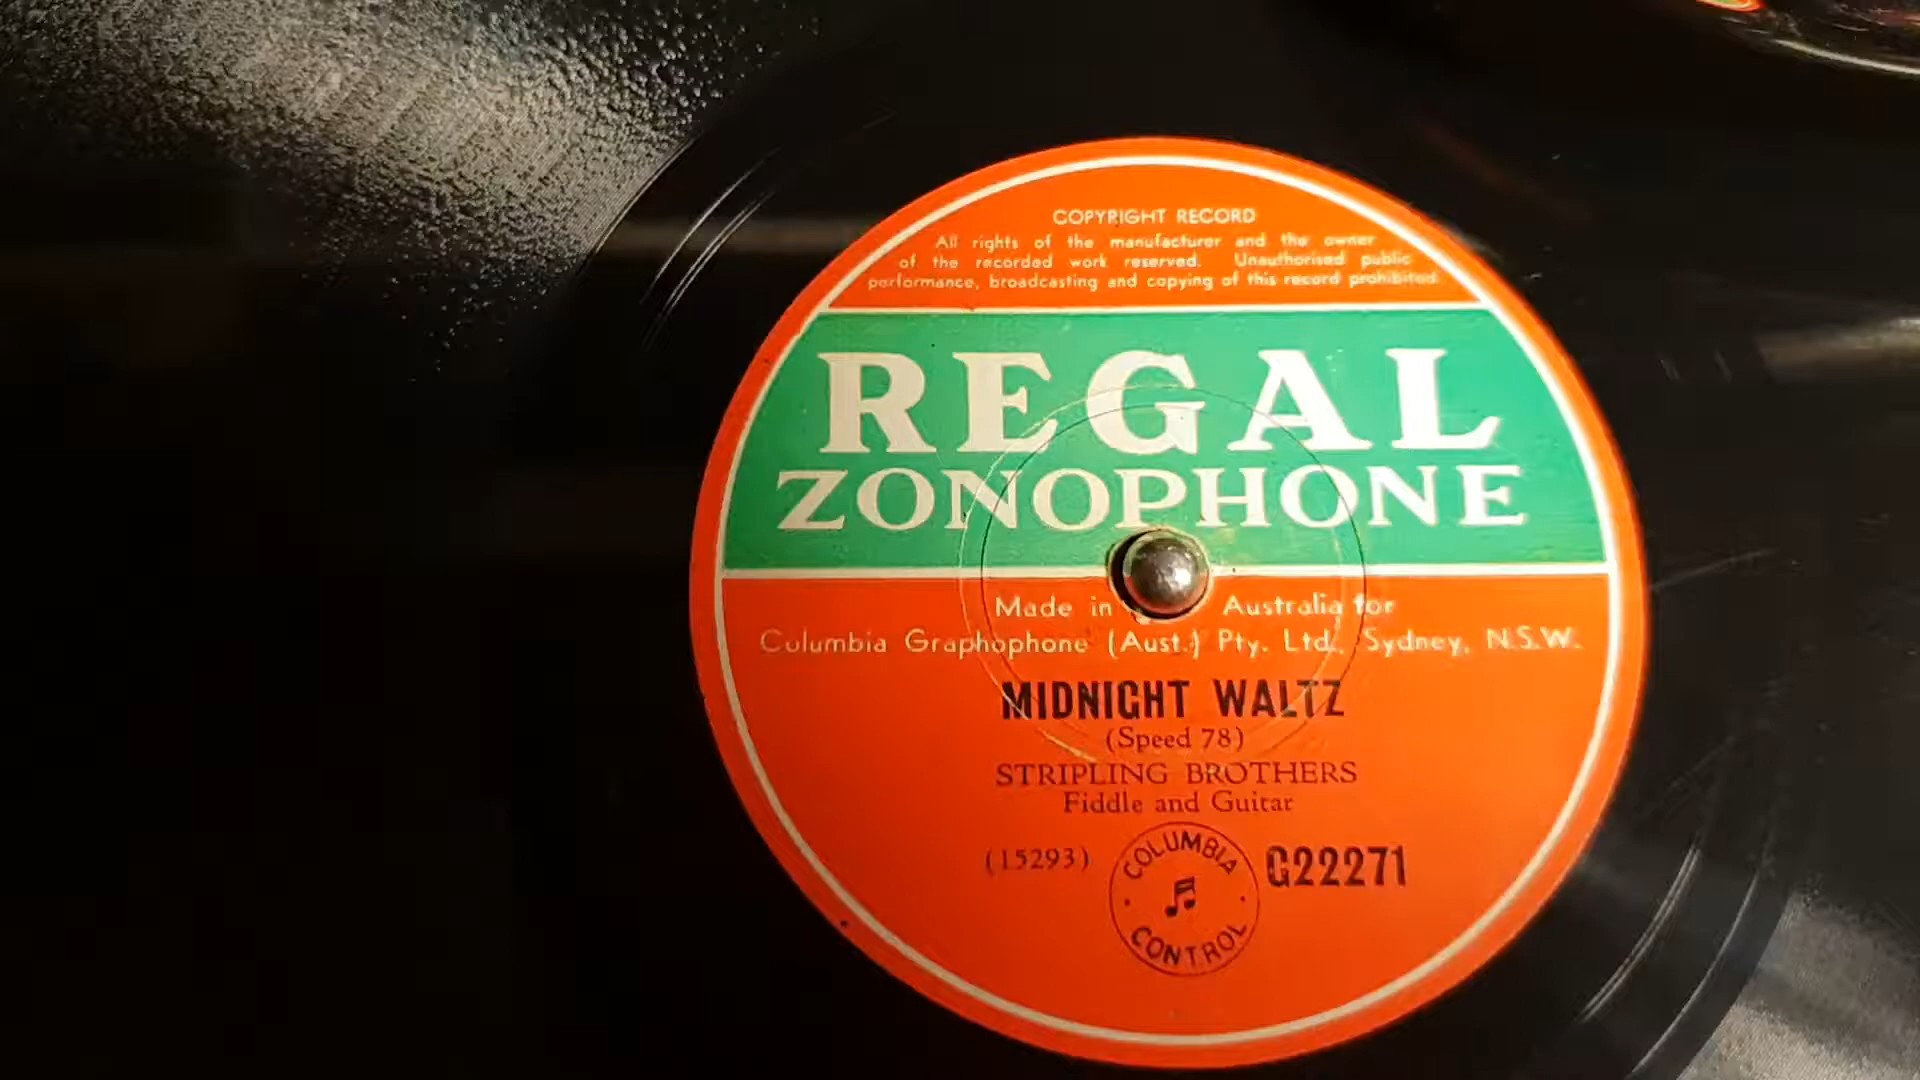 COPYRIGHT RECORD
All rights of the manufacturer and the owner
of the recorded work reserved. Unauthorised public
performance, broadcasting and copying of this record prohibited
REGAL
ZONOPHONE
Made in Australia for
Columbia Graphophone (Aust.) Pty. Ltd., Sydney, N.S.W.
MIDNIGHT WALTZ
(Speed 78)
STRIPLING BROTHERS
Fiddle and Guitar
(15293) COLUMBIA G22271
CONTROL